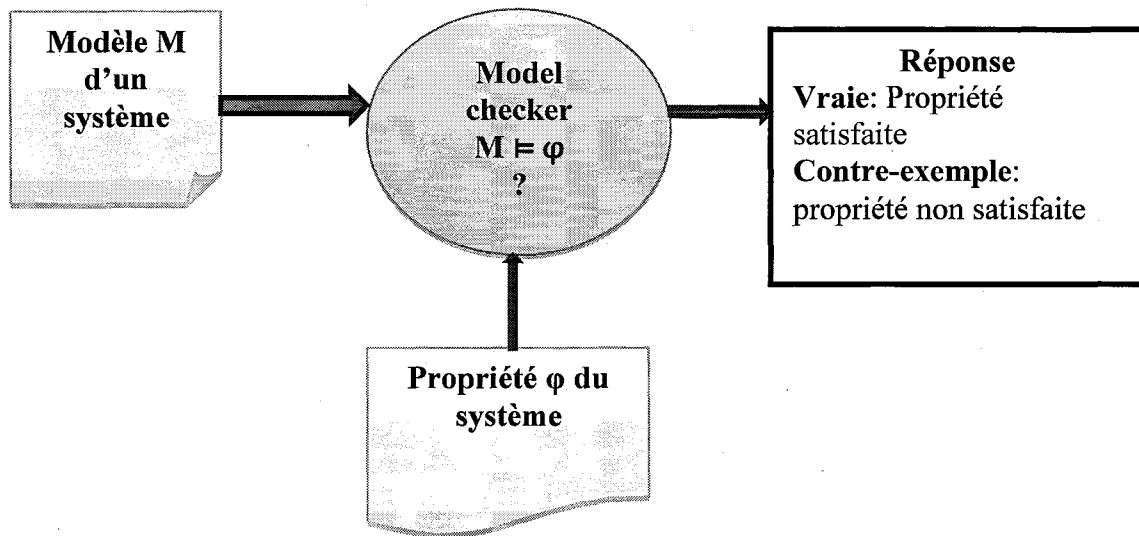 Modèle M
d'un
système
Model
checker
M ⊨ φ
?
Réponse
Vraie: Propriété
satisfaite
Contre-exemple:
propriété non satisfaite
Propriété φ du
système